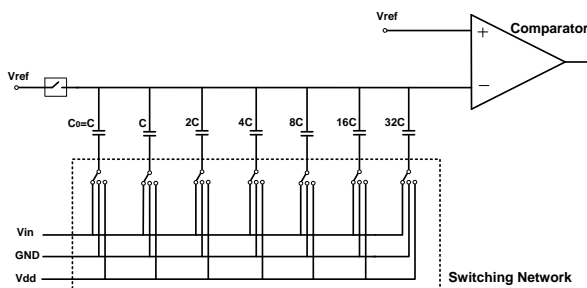 Comparator
Vref
+
Vref
−
C0=C
C
2C
4C
8C
16C
32C
Vin
GND
Vdd
Switching Network